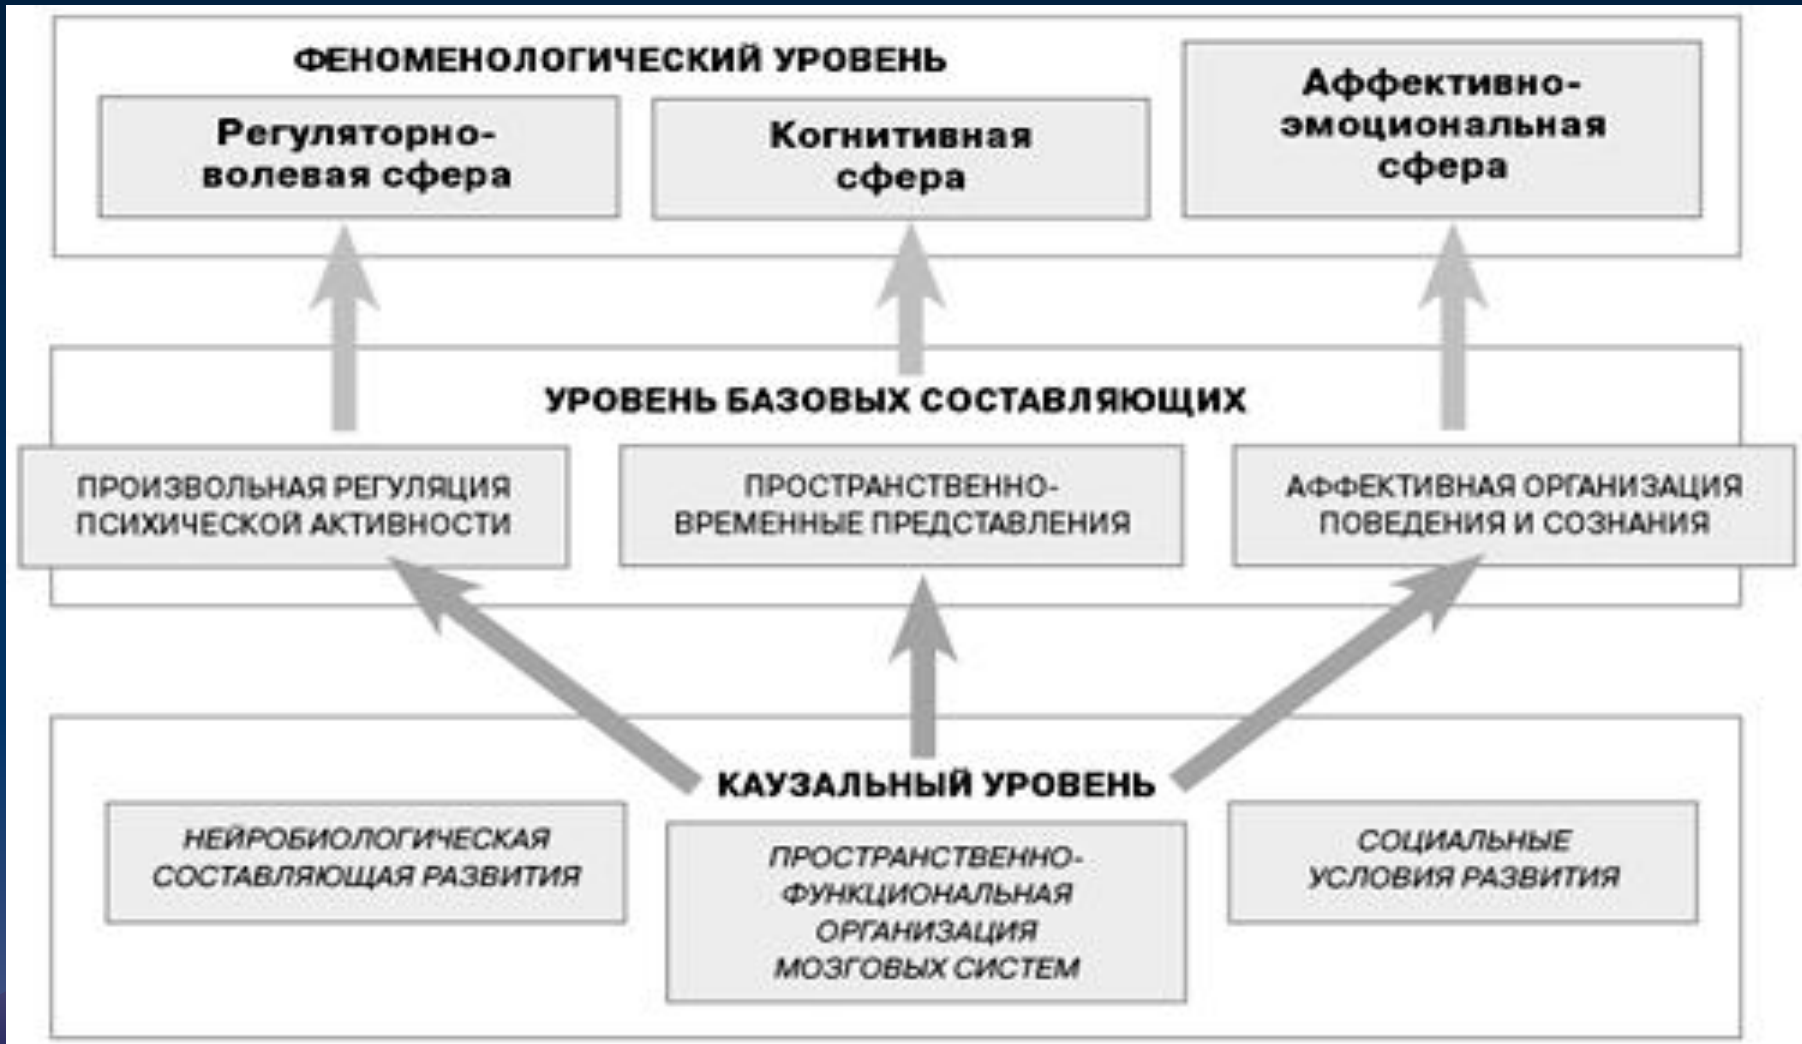 ФЕНОМЕНОЛОГИЧЕСКИЙ УРОВЕНЬ
Регуляторно-
волевая сфера
Когнитивная
сфера
Аффективно-
эмоциональная
сфера
УРОВЕНЬ БАЗОВЫХ СОСТАВЛЯЮЩИХ
ПРОИЗВОЛЬНАЯ РЕГУЛЯЦИЯ
ПСИХИЧЕСКОЙ АКТИВНОСТИ
ПРОСТРАНСТВЕННО-
ВРЕМЕННЫЕ ПРЕДСТАВЛЕНИЯ
АФФЕКТИВНАЯ ОРГАНИЗАЦИЯ
ПОВЕДЕНИЯ И СОЗНАНИЯ
КАУЗАЛЬНЫЙ УРОВЕНЬ
НЕЙРОБИОЛОГИЧЕСКАЯ
СОСТАВЛЯЮЩАЯ РАЗВИТИЯ
ПРОСТРАНСТВЕННО-
ФУНКЦИОНАЛЬНАЯ
ОРГАНИЗАЦИЯ
МОЗГОВЫХ СИСТЕМ
СОЦИАЛЬНЫЕ
УСЛОВИЯ РАЗВИТИЯ